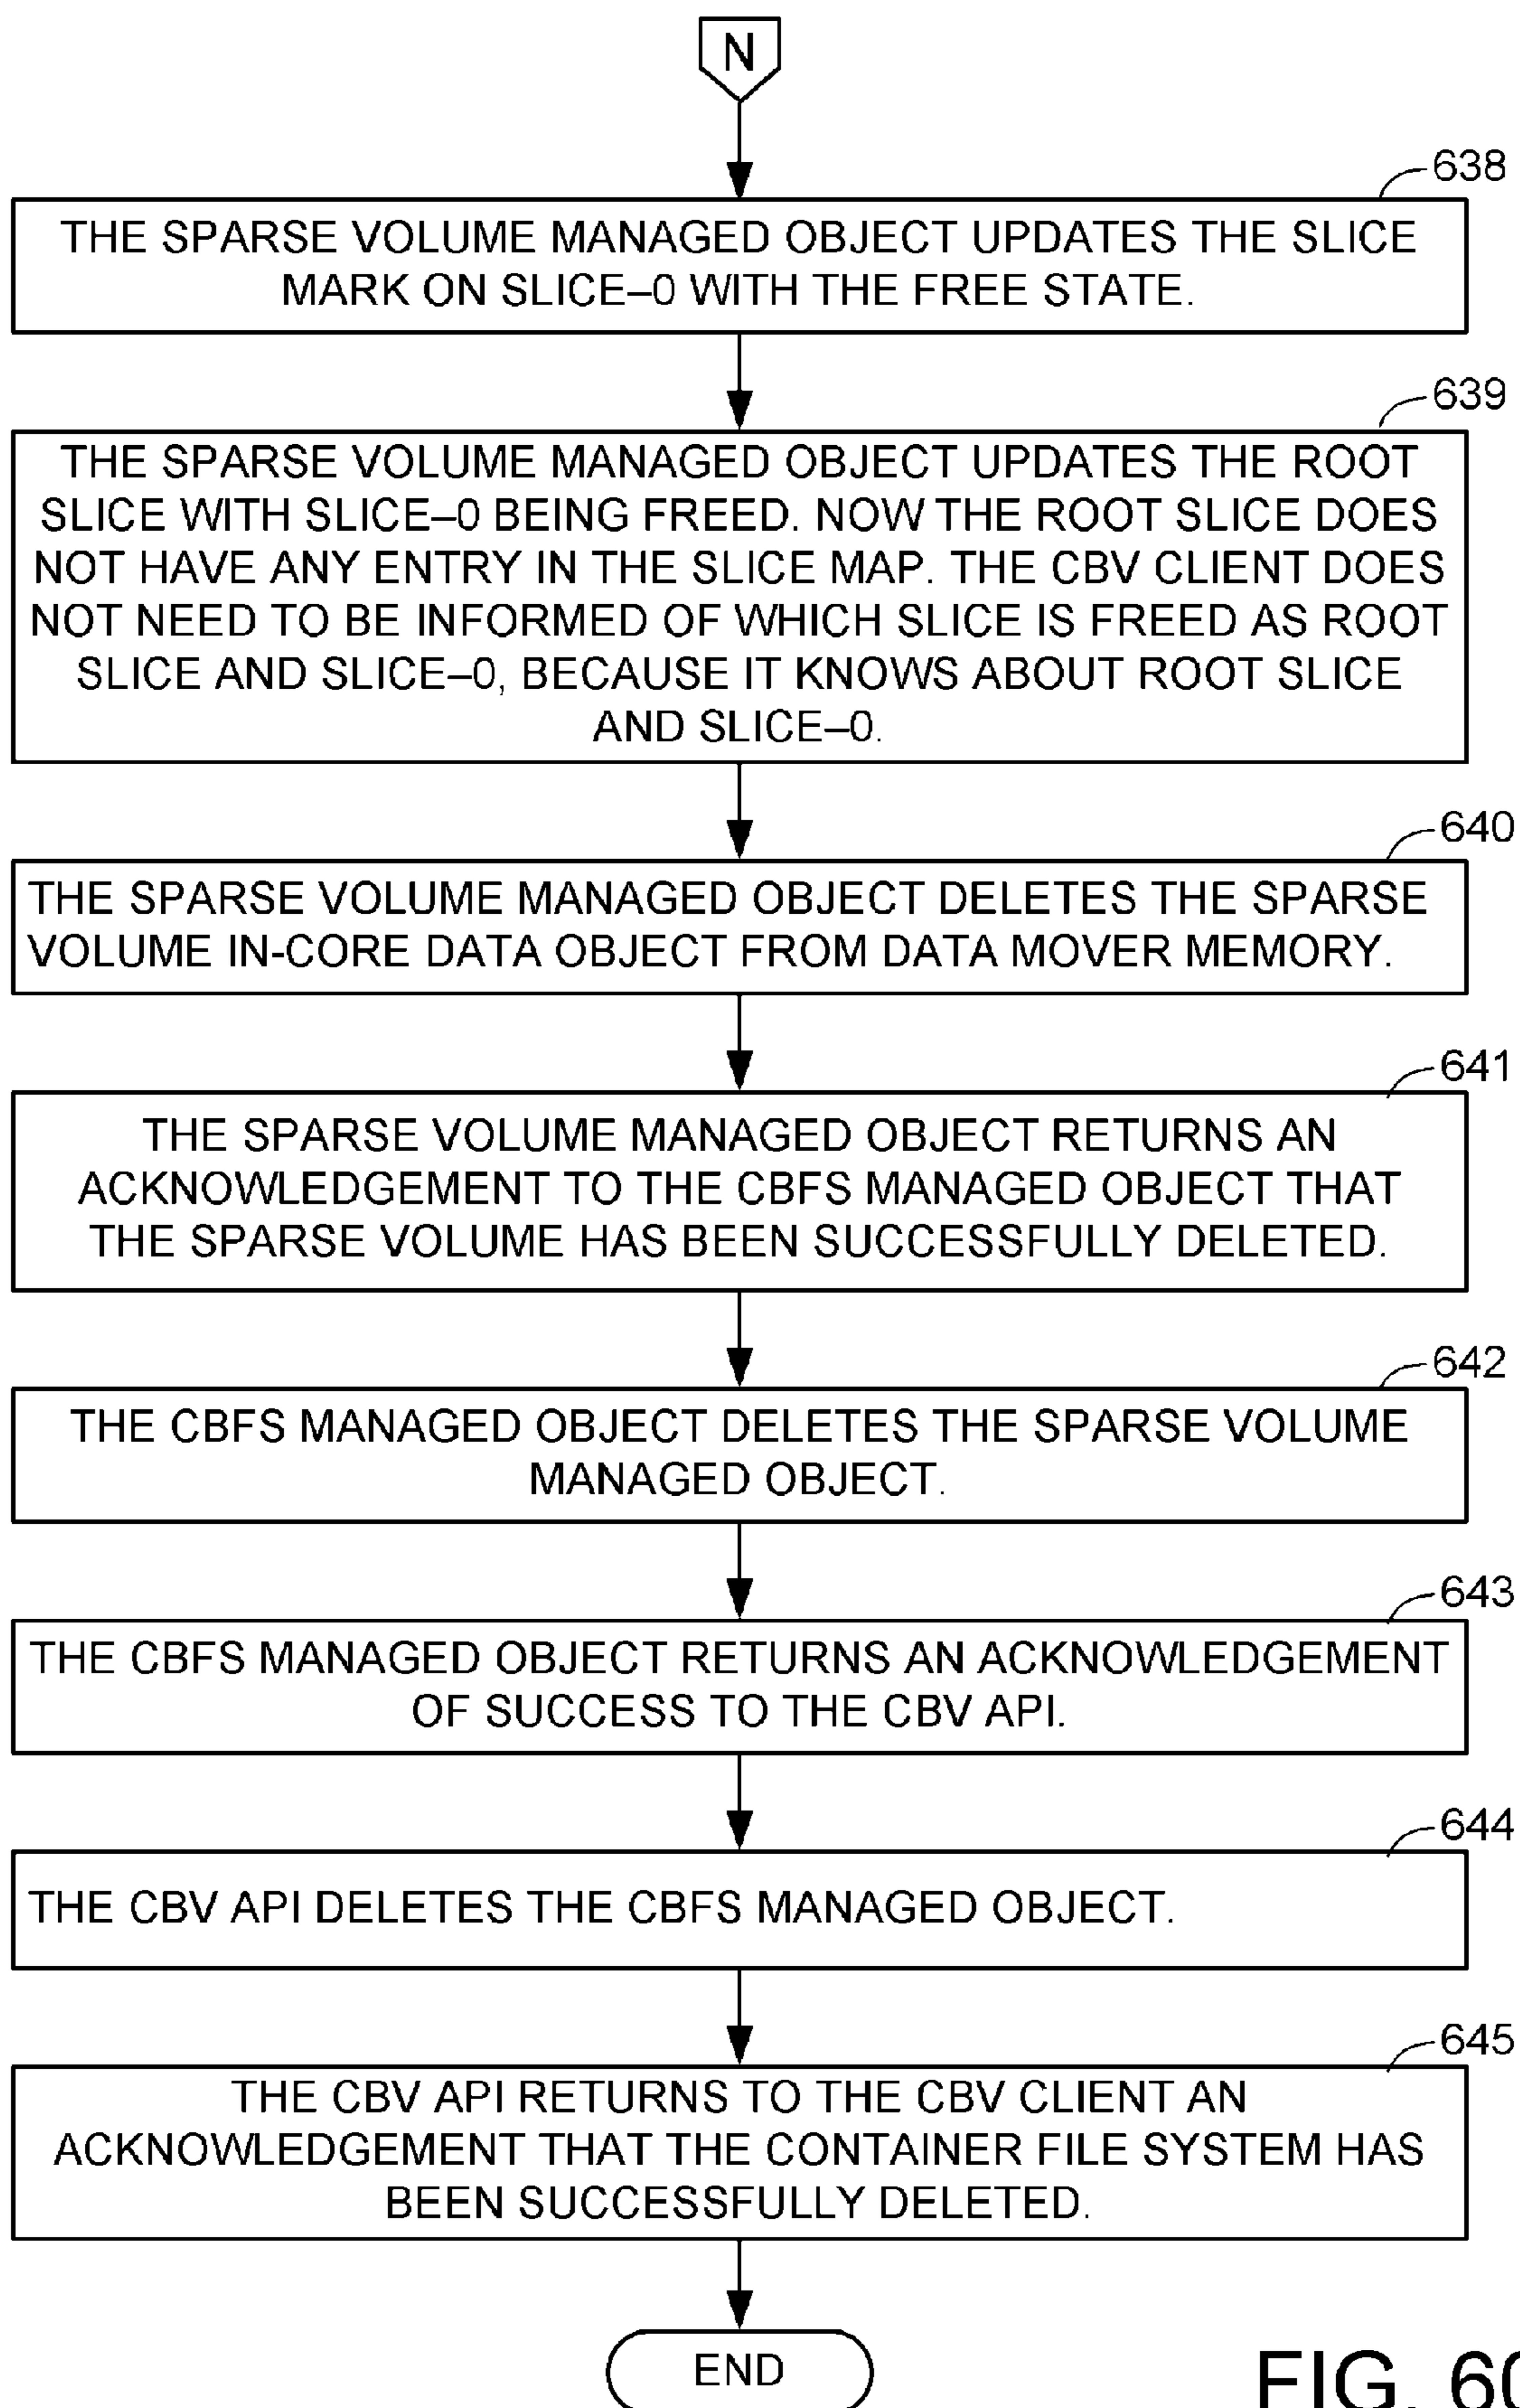 N
638
THE SPARSE VOLUME MANAGED OBJECT UPDATES THE SLICE
MARK ON SLICE–0 WITH THE FREE STATE.
639
THE SPARSE VOLUME MANAGED OBJECT UPDATES THE ROOT
SLICE WITH SLICE–0 BEING FREED. NOW THE ROOT SLICE DOES
NOT HAVE ANY ENTRY IN THE SLICE MAP. THE CBV CLIENT DOES
NOT NEED TO BE INFORMED OF WHICH SLICE IS FREED AS ROOT
SLICE AND SLICE–0, BECAUSE IT KNOWS ABOUT ROOT SLICE
AND SLICE–0.
640
THE SPARSE VOLUME MANAGED OBJECT DELETES THE SPARSE
VOLUME IN-CORE DATA OBJECT FROM DATA MOVER MEMORY.
641
THE SPARSE VOLUME MANAGED OBJECT RETURNS AN
ACKNOWLEDGEMENT TO THE CBFS MANAGED OBJECT THAT
THE SPARSE VOLUME HAS BEEN SUCCESSFULLY DELETED.
642
THE CBFS MANAGED OBJECT DELETES THE SPARSE VOLUME
MANAGED OBJECT.
643
THE CBFS MANAGED OBJECT RETURNS AN ACKNOWLEDGEMENT
OF SUCCESS TO THE CBV API.
644
THE CBV API DELETES THE CBFS MANAGED OBJECT.
645
THE CBV API RETURNS TO THE CBV CLIENT AN
ACKNOWLEDGEMENT THAT THE CONTAINER FILE SYSTEM HAS
BEEN SUCCESSFULLY DELETED.
END
FIG. 60